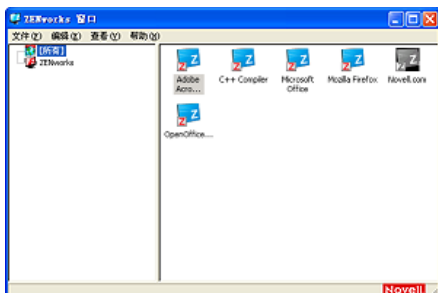 ZENworks 窗口
文件(F) 编辑(E) 查看(V) 帮助(H)
[所有]
ZENworks
Adobe Acro...
C++ Compiler
Microsoft Office
Mozilla Firefox
Novell.com
OpenOffice....
Novell